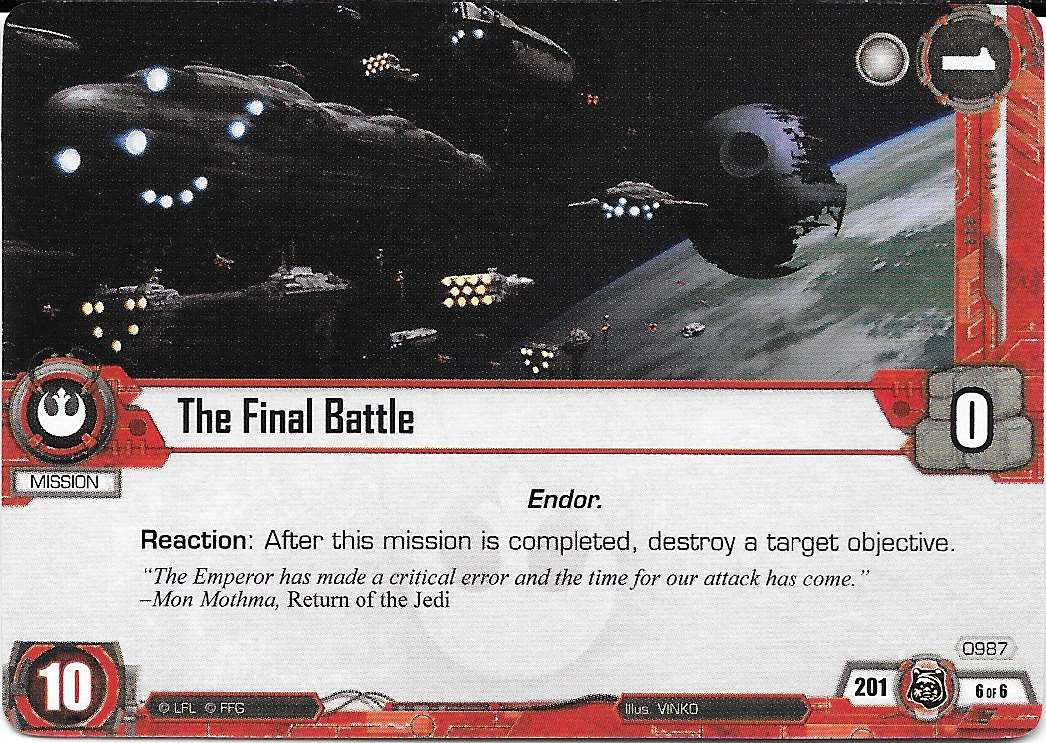 1
The Final Battle
0
MISSION
Endor.
Reaction: After this mission is completed, destroy a target objective.
“The Emperor has made a critical error and the time for our attack has come.”
–Mon Mothma, Return of the Jedi
0987
10
201
6 OF 6
© LFL © FFG
Illus. VINKO